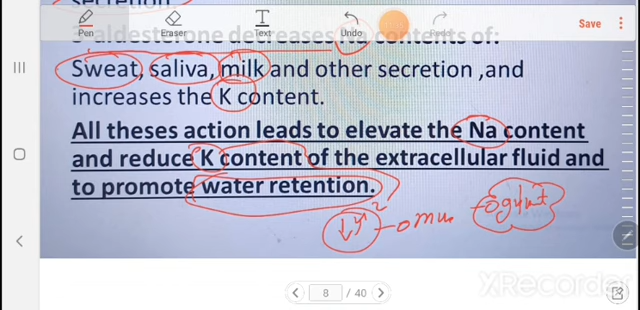 secretion
Save
Pen Eraser Text Undo Redo
aldesterone decreases Na contents of:
Sweat, saliva, milk and other secretion ,and
increases the K content.
All theses action leads to elevate the Na content
and reduce K content of the extracellular fluid and
to promote water retention.
8 / 40
XRecorder